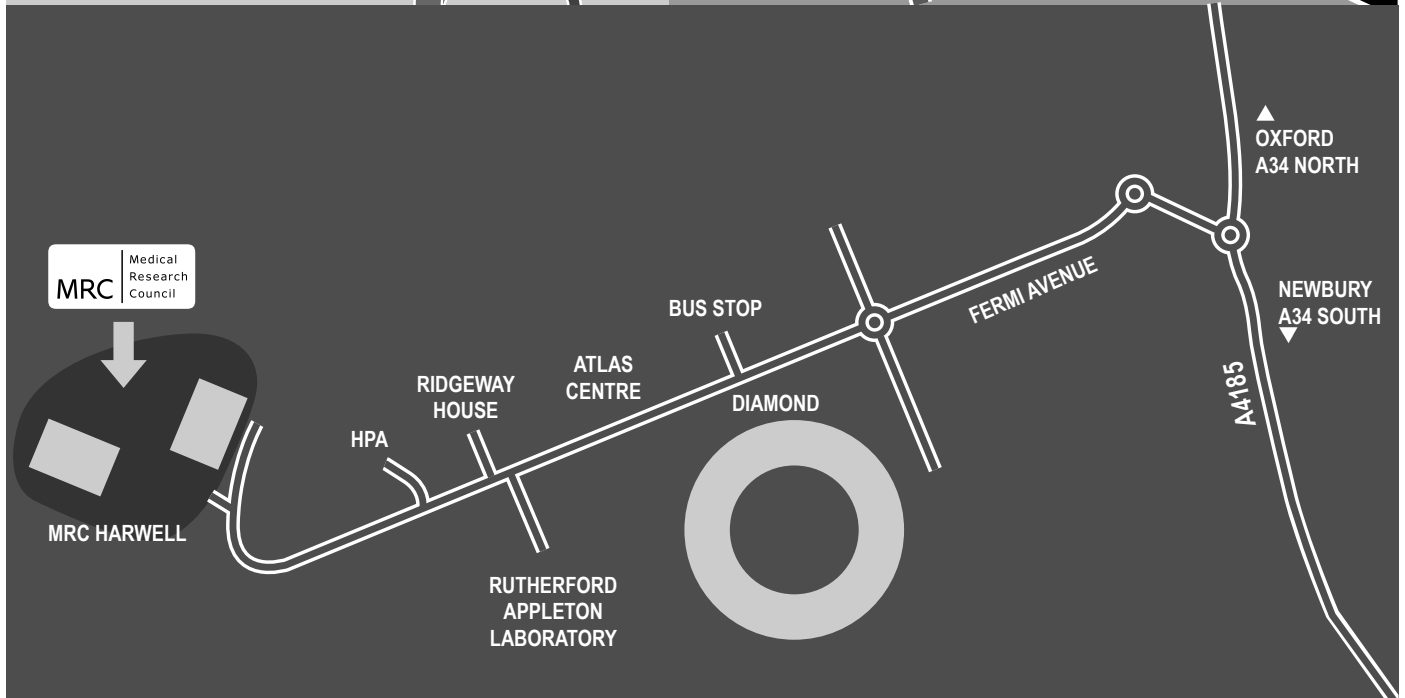 OXFORD
A34 NORTH
MRC
Medical
Research
Council
NEWBURY
A34 SOUTH
FERMI AVENUE
BUS STOP
A4185
ATLAS
CENTRE
RIDGEWAY
HOUSE
DIAMOND
HPA
MRC HARWELL
RUTHERFORD
APPLETON
LABORATORY